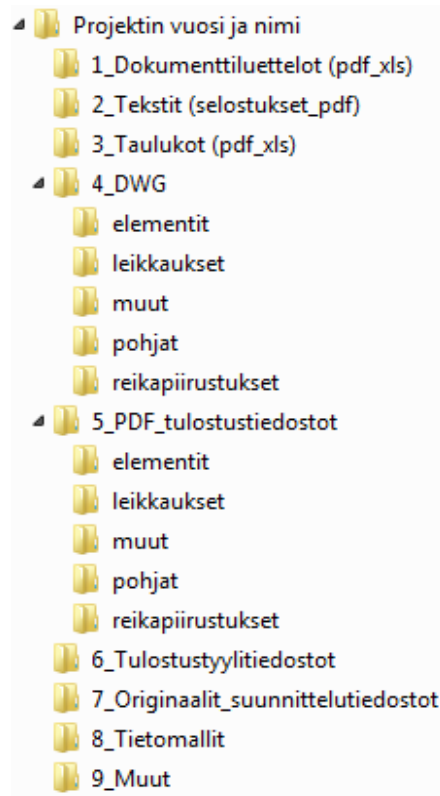 Projektin vuosi ja nimi
1_Dokumenttiluettelot (pdf_xls)
2_Tekstit (selostukset_pdf)
3_Taulukot (pdf_xls)
4_DWG
elementit
leikkaukset
muut
pohjat
reikapiirustukset
5_PDF_tulostustiedostot
elementit
leikkaukset
muut
pohjat
reikapiirustukset
6_Tulostustyylitiedostot
7_Originaalit_suunnittelutiedostot
8_Tietomallit
9_Muut